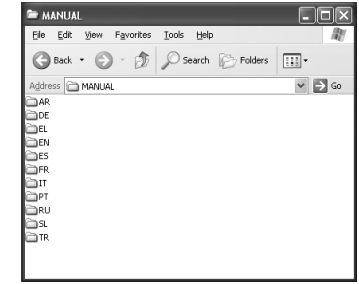 MANUAL
File Edit View Favorites Tools Help
Back Search Folders
Address MANUAL Go
AR
DE
EL
EN
ES
FR
IT
PT
RU
SL
TR